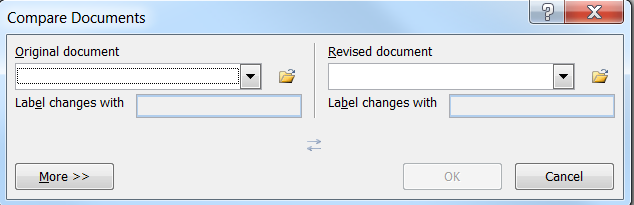 Compare Documents
Original document
Revised document
Label changes with
Label changes with
More >>
OK
Cancel